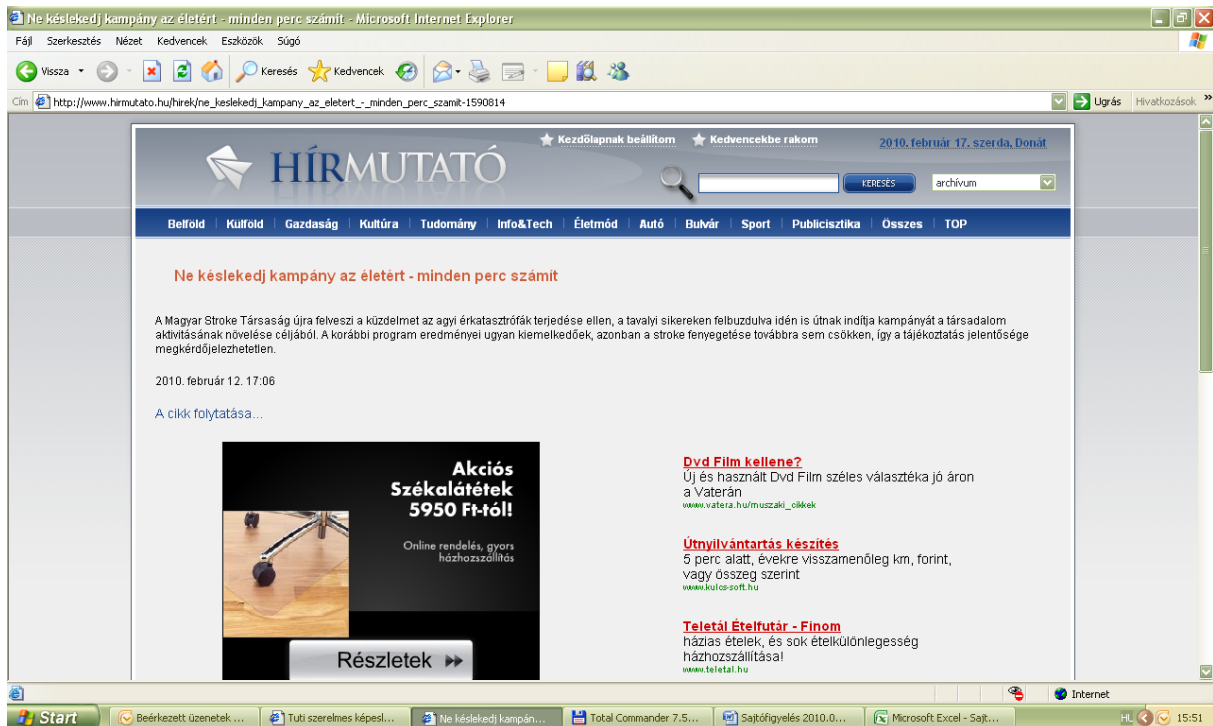 Ne késlekedj kampány az életért - minden perc számít - Microsoft Internet Explorer
Fájl Szerkesztés Nézet Kedvencek Eszközök Súgó
Vissza Keresés Kedvencek
Cím http://www.hirmutato.hu/hirek/ne_keslekedj_kampany_az_eletert_-_minden_perc_szamit-1590814 Ugrás Hivatkozások »
Kezdőlapnak beállítom Kedvencekbe rakom 2010. február 17. szerda, Donát
HÍRMUTATÓ
KERESÉS archívum
Belföld Külföld Gazdaság Kultúra Tudomány Info&Tech Életmód Autó Bulvár Sport Publicisztika Összes TOP
Ne késlekedj kampány az életért - minden perc számít
A Magyar Stroke Társaság újra felveszi a küzdelmet az agyi érkatasztrófák terjedése ellen, a tavalyi sikereken felbuzdulva idén is útnak indítja kampányát a társadalom
aktivitásának növelése céljából. A korábbi program eredményei ugyan kiemelkedőek, azonban a stroke fenyegetése továbbra sem csökken, így a tájékoztatás jelentősége
megkérdőjelezhetetlen.
2010. február 12. 17:06
A cikk folytatása...
Akciós
Székalátétek
5950 Ft-tól!
Online rendelés, gyors
házhozszállítás
Részletek
Dvd Film kellene?
Új és használt Dvd Film széles választéka jó áron
a Vaterán
www.vatera.hu/muszaki_cikkek
Útnyilvántartás készítés
5 perc alatt, évekre visszamenőleg km, forint,
vagy összeg szerint
www.kulcs-soft.hu
Teletál Ételfutár - Finom
házias ételek, és sok ételkülönlegesség
házhozszállítása!
www.teletal.hu
Internet
Start Beérkezett üzenetek ... Tuti szerelmes képesl... Ne késlekedj kampán... Total Commander 7.5... Sajtófigyelés 2010.0... Microsoft Excel - Sajt... HU 15:51